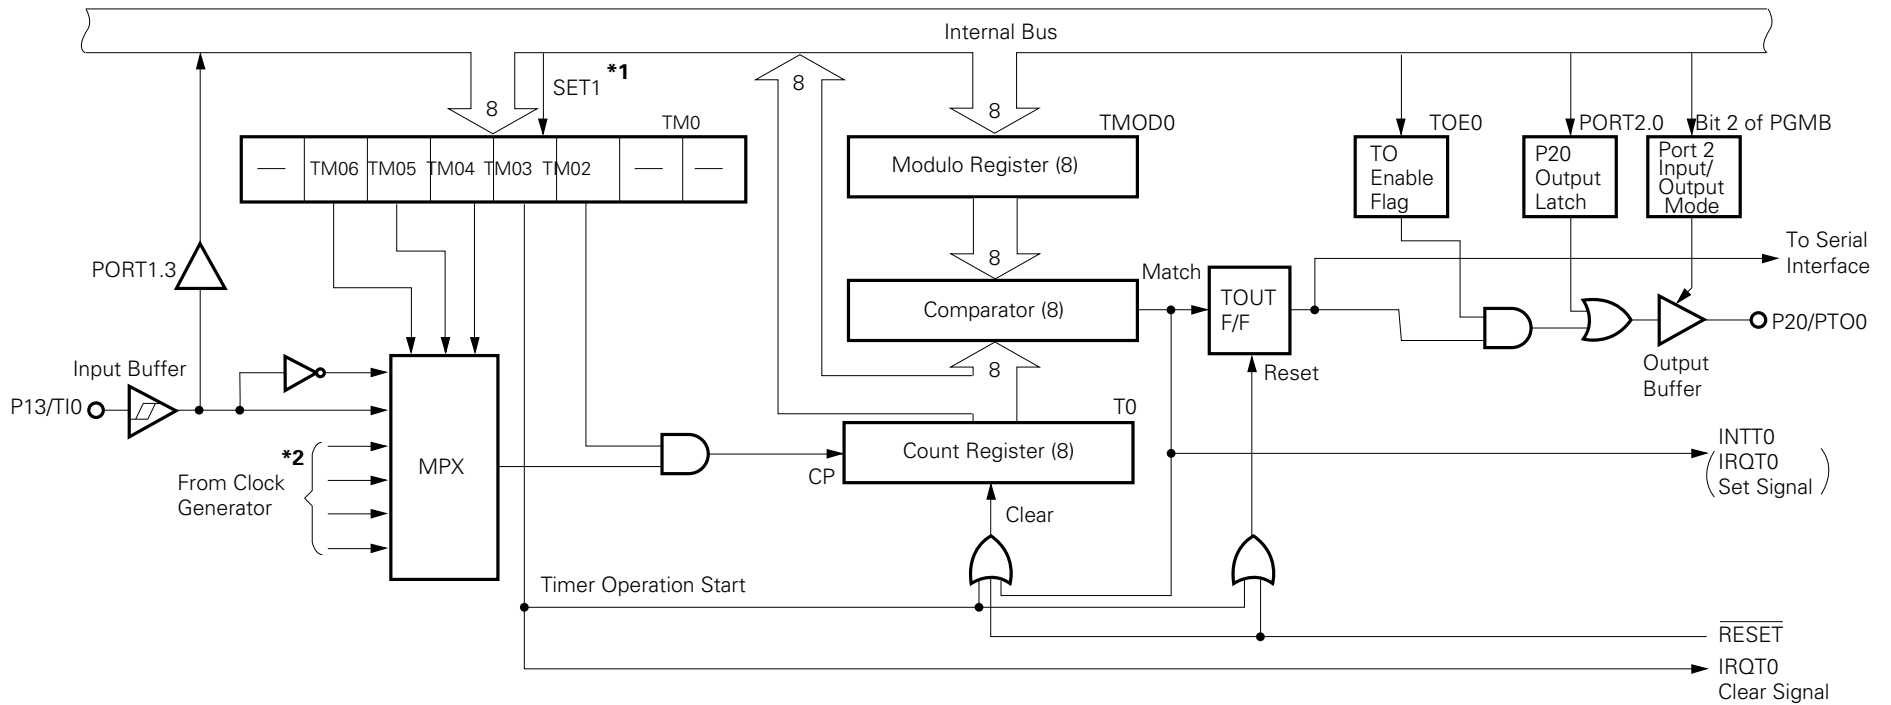 Internal Bus
SET1 *1
8
8
8
TM0
TMOD0
TOE0
PORT2.0
Bit 2 of PGMB
— TM06 TM05 TM04 TM03 TM02 — —
Modulo Register (8)
TO
Enable
Flag
P20
Output
Latch
Port 2
Input/
Output
Mode
PORT1.3
8
To Serial
Interface
Match
Comparator (8)
TOUT
F/F
P20/PTO0
Output
Buffer
Input Buffer
8
Reset
P13/TI0
T0
*2
From Clock
Generator
MPX
CP
Count Register (8)
INTT0
(IRQT0
Set Signal)
Clear
Timer Operation Start
RESET
IRQT0
Clear Signal